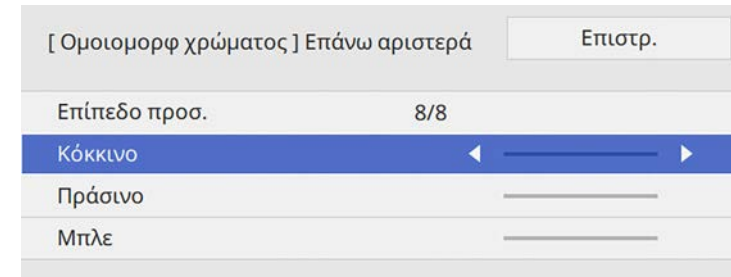 [ Ομοιομορφ χρώματος ] Επάνω αριστερά Επιστρ.
Επίπεδο προσ. 8/8
Κόκκινο
Πράσινο
Μπλε